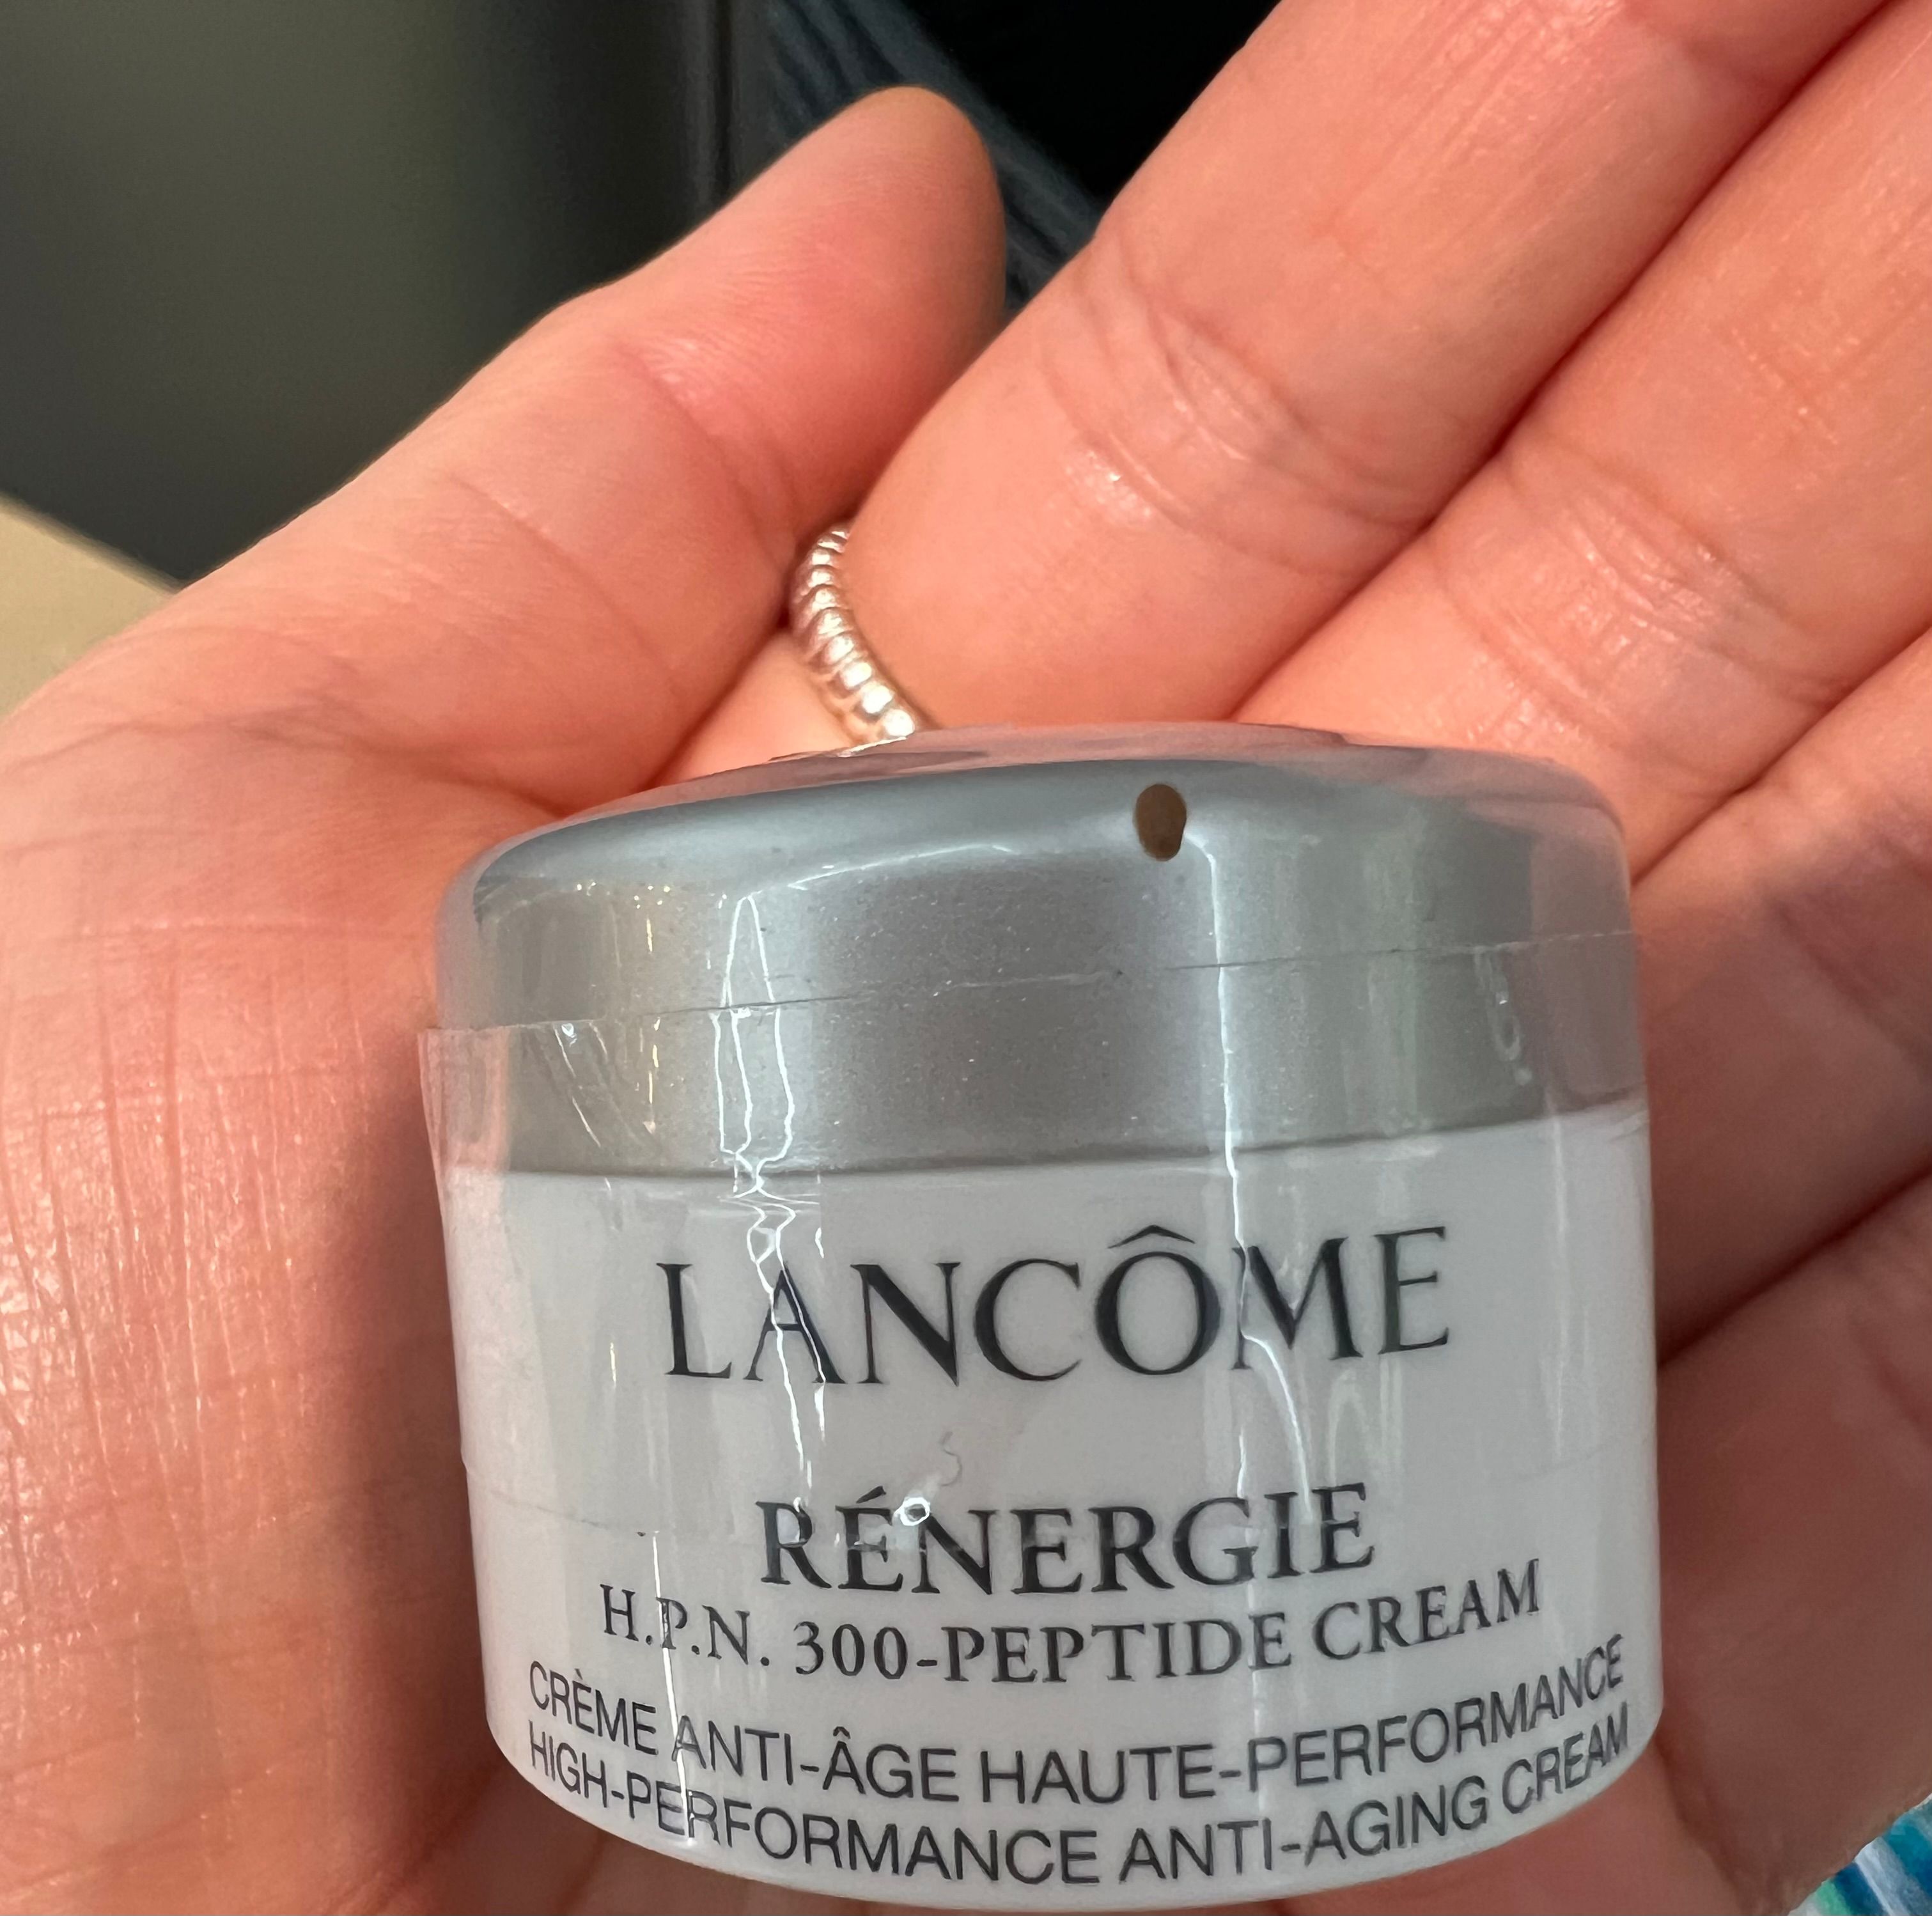 LANCÔME
RÉNERGIE
H.P.N. 300-PEPTIDE CREAM
CRÈME ANTI-ÂGE HAUTE-PERFORMANCE
HIGH-PERFORMANCE ANTI-AGING CREAM